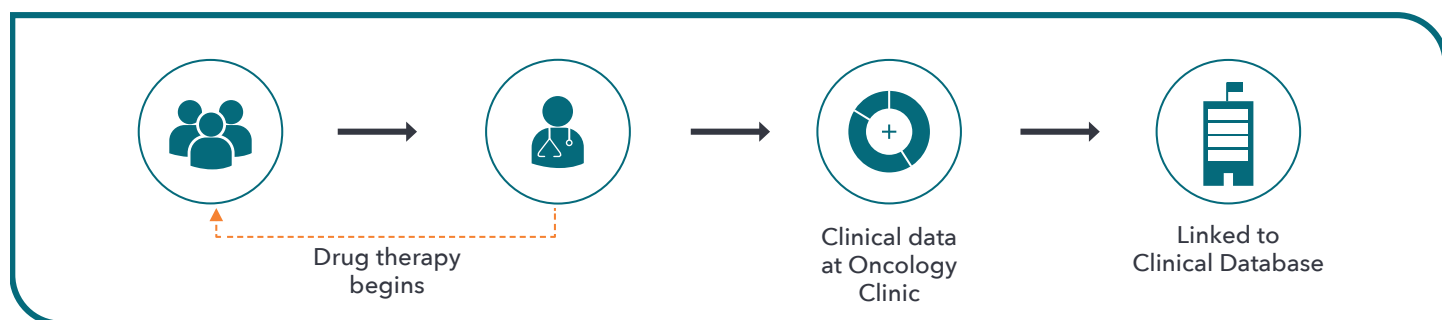 Drug therapy
begins
Clinical data
at Oncology
Clinic
Linked to
Clinical Database